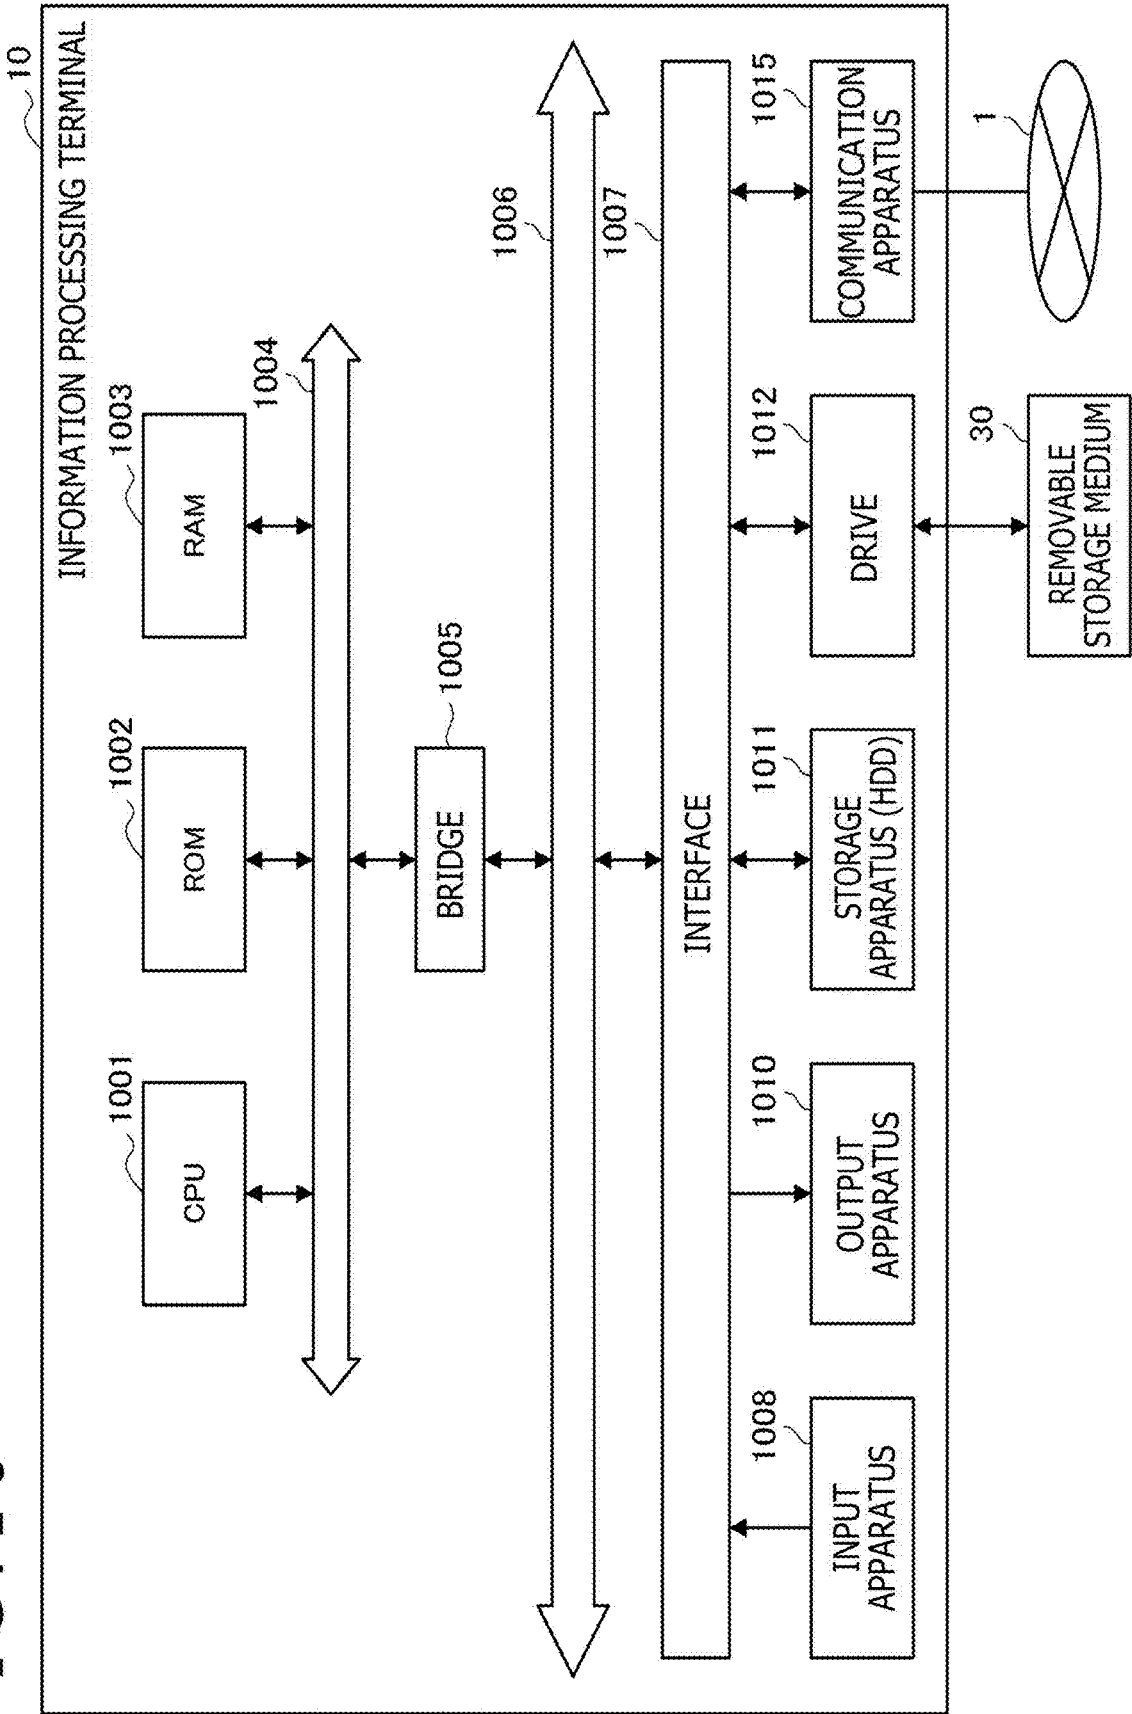 10
INFORMATION PROCESSING TERMINAL
1001
1002
1003
CPU
ROM
RAM
1004
BRIDGE
1005
1006
1007
INTERFACE
1008
1010
1011
1012
1015
INPUT
APPARATUS
OUTPUT
APPARATUS
STORAGE
APPARATUS (HDD)
DRIVE
COMMUNICATION
APPARATUS
30
1
REMOVABLE
STORAGE MEDIUM